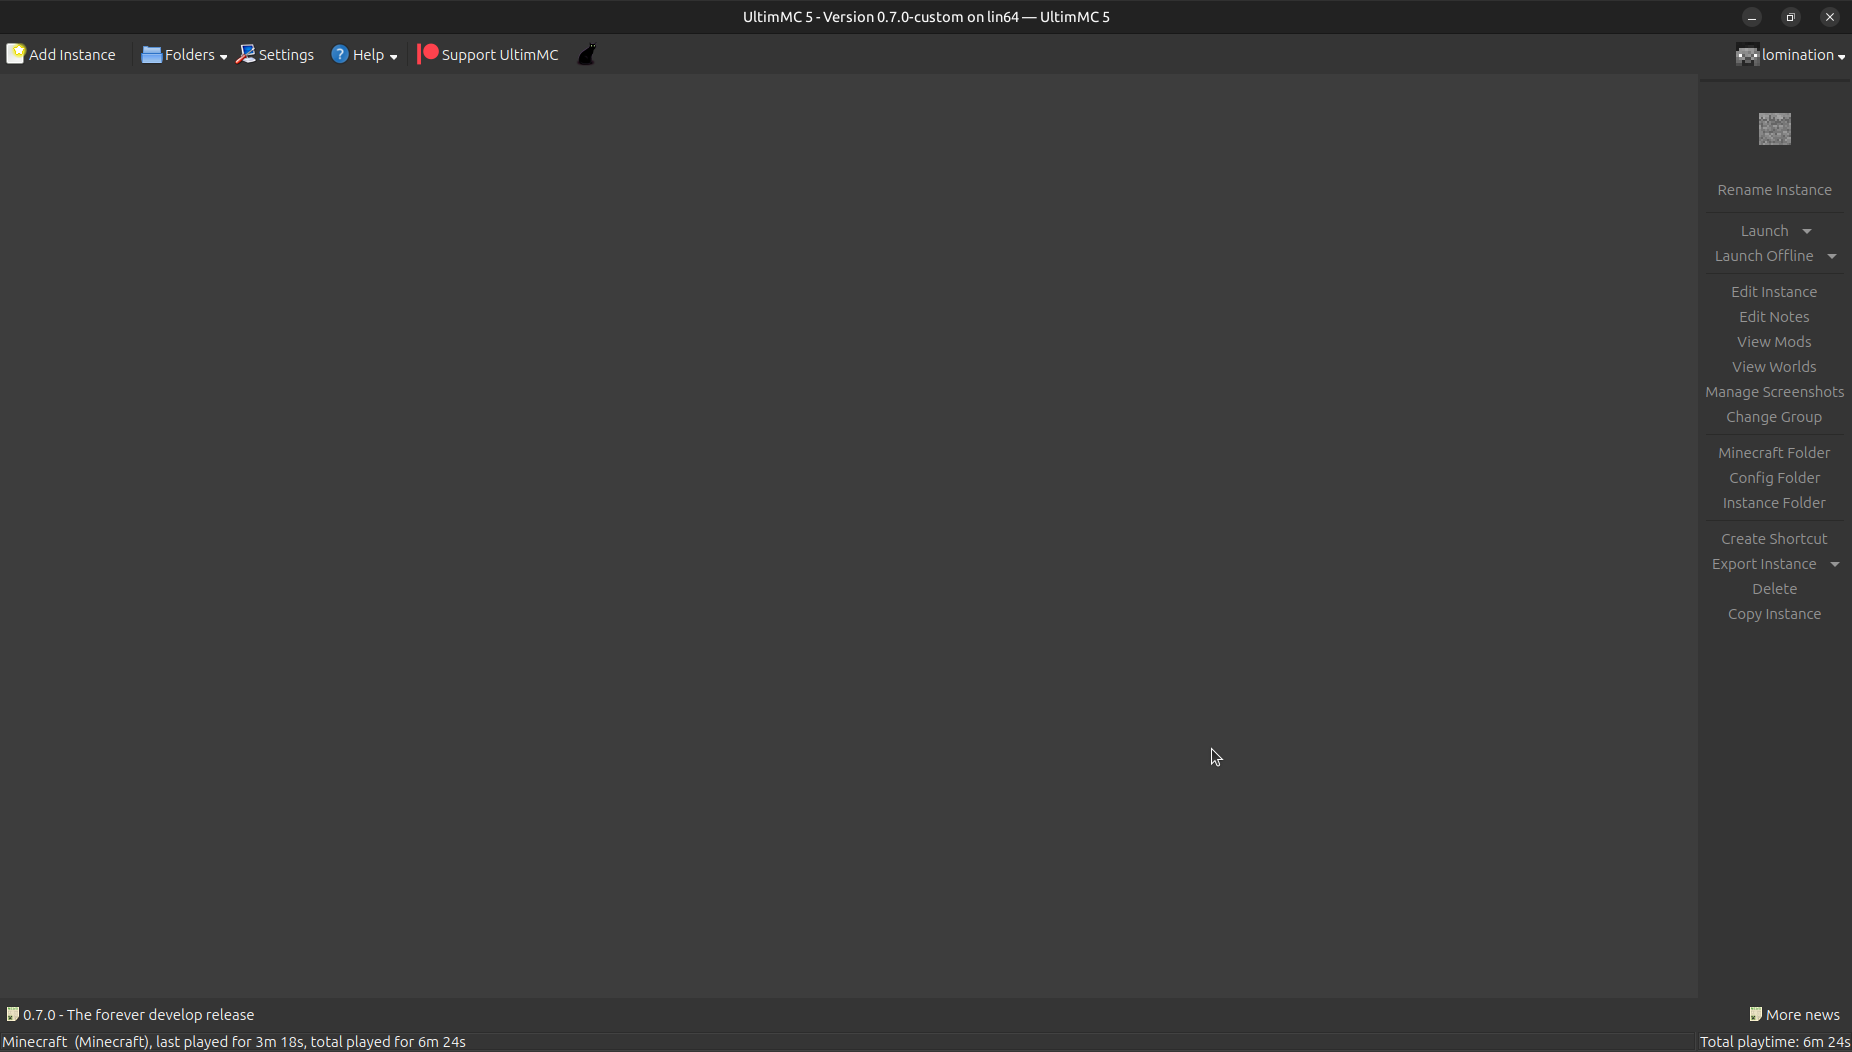 UltimMC 5 - Version 0.7.0-custom on lin64 — UltimMC 5
Add Instance
Folders
Settings
Help
Support UltimMC
lomination
Rename Instance
Launch
Launch Offline
Edit Instance
Edit Notes
View Mods
View Worlds
Manage Screenshots
Change Group
Minecraft Folder
Config Folder
Instance Folder
Create Shortcut
Export Instance
Delete
Copy Instance
0.7.0 - The forever develop release
More news
Minecraft  (Minecraft), last played for 3m 18s, total played for 6m 24s
Total playtime: 6m 24s